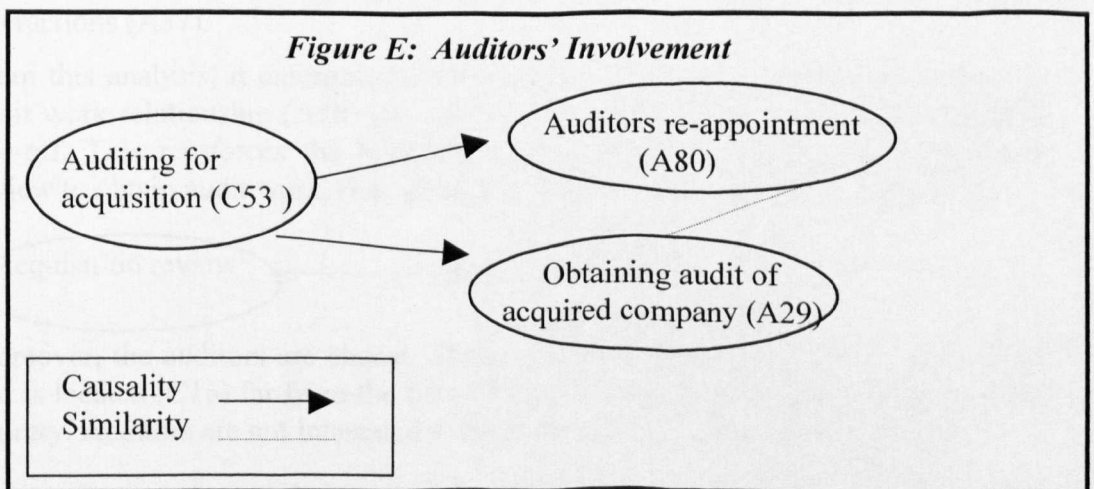 Figure E: Auditors' Involvement
Auditing for
acquisition (C53)
Auditors re-appointment
(A80)
Obtaining audit of
acquired company (A29)
Causality
Similarity